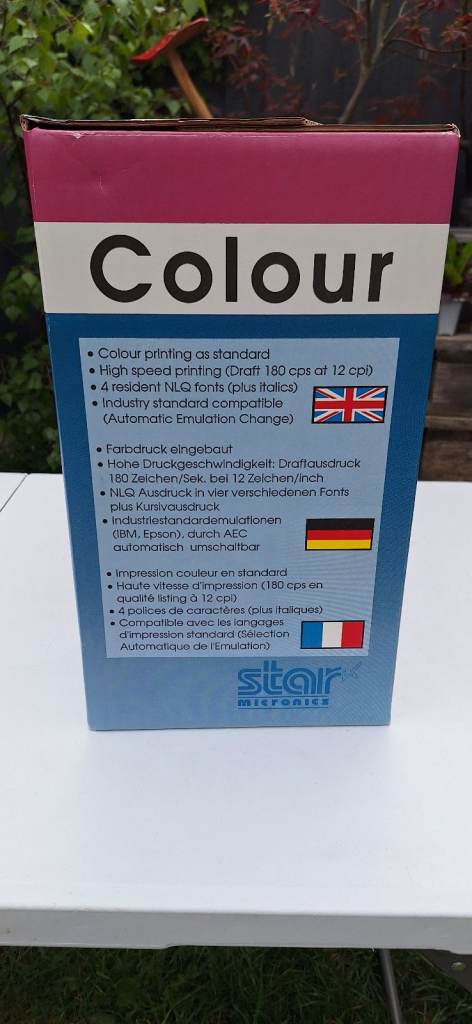 Colour
• Colour printing as standard
• High speed printing (Draft 180 cps at 12 cpi)
• 4 resident NLQ fonts (plus italics)
• Industry standard compatible
(Automatic Emulation Change)
• Farbdruck eingebaut
• Hohe Druckgeschwindigkeit: Draftausdruck
180 Zeichen/Sek. bei 12 Zeichen/inch
• NLQ Ausdruck in vier verschiedenen Fonts
plus Kursivausdruck
• Industriestandardemulationen
(IBM, Epson), durch AEC
automatisch umschaltbar
• Impression couleur en standard
• Haute vitesse d'impression (180 cps en
qualité listing à 12 cpi)
• 4 polices de caractères (plus italiques)
• Compatible avec les langages
d'impression standard (Sélection
Automatique de l'Emulation)
star
micronics